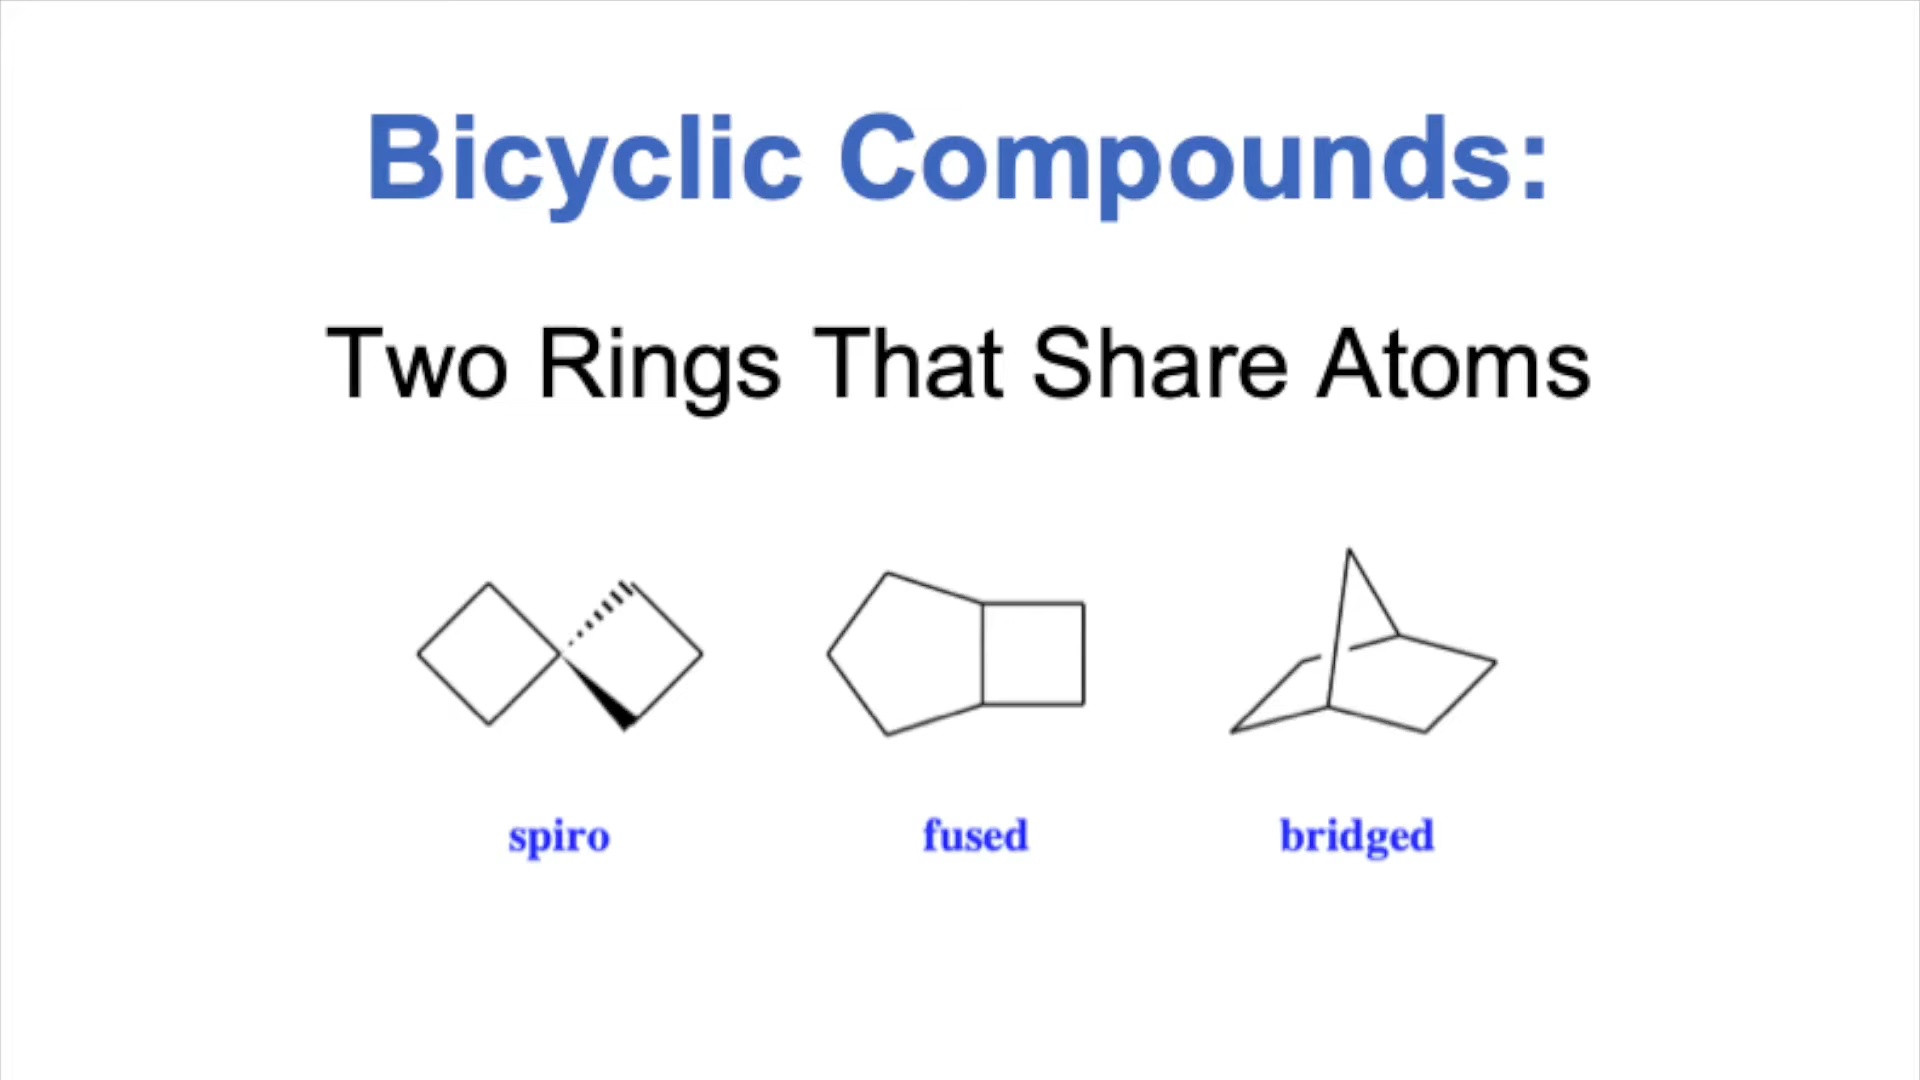 Bicyclic Compounds:
Two Rings That Share Atoms
spiro fused bridged